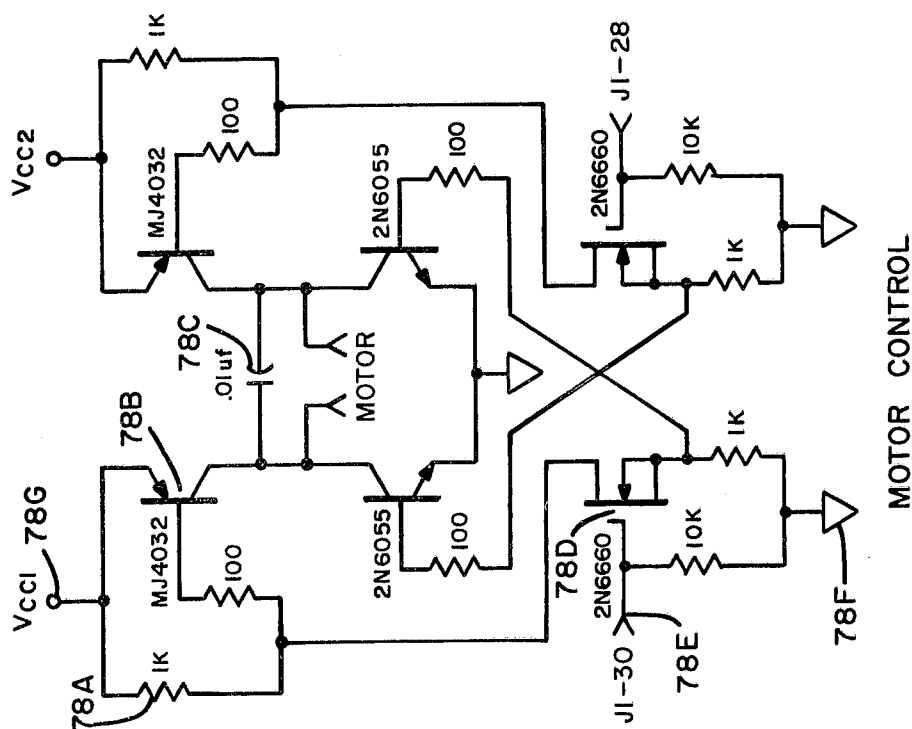 Vcc1
78G
Vcc2
1K
78A
MJ4032
78B
100
MJ4032
100
1K
78C
.01uf
MOTOR
2N6055
100
2N6055
100
78D
2N6660
J1-30
78E
10K
1K
78F
2N6660
J1-28
1K
10K
MOTOR CONTROL